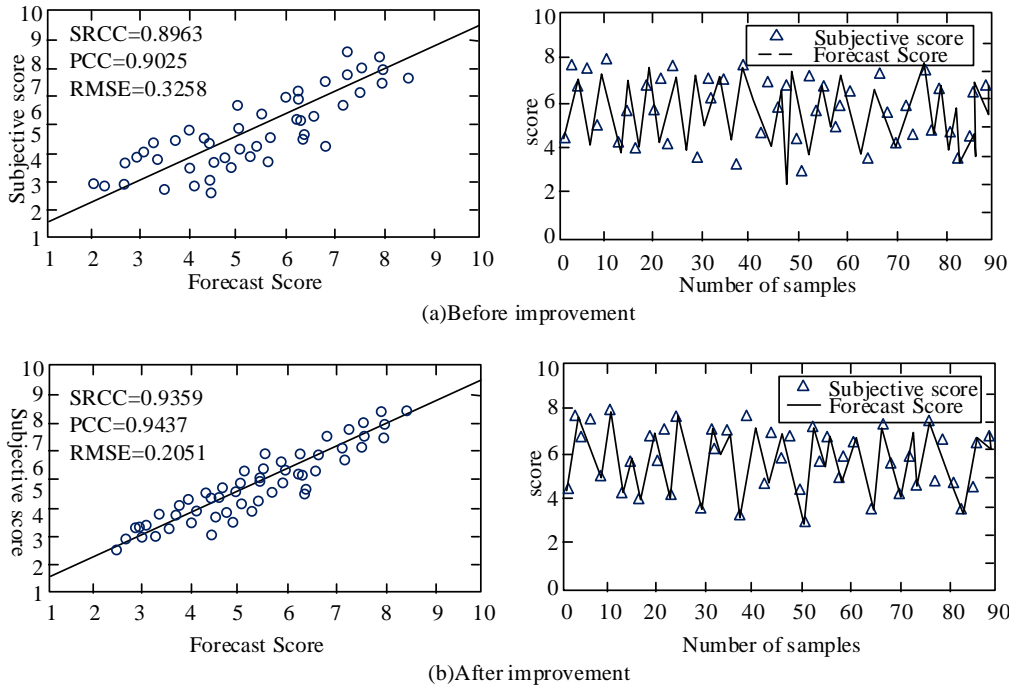 SRCC=0.8963
PCC=0.9025
RMSE=0.3258
10
9
8
7
6
5
4
3
2
1
Subjective score
1 2 3 4 5 6 7 8 9 10
Forecast Score
Subjective score
Forecast Score
10
8
6
4
2
0
score
0 10 20 30 40 50 60 70 80 90
Number of samples
(a)Before improvement
SRCC=0.9359
PCC=0.9437
RMSE=0.2051
10
9
8
7
6
5
4
3
2
1
Subjective score
1 2 3 4 5 6 7 8 9 10
Forecast Score
Subjective score
Forecast Score
10
8
6
4
2
0
score
0 10 20 30 40 50 60 70 80 90
Number of samples
(b)After improvement